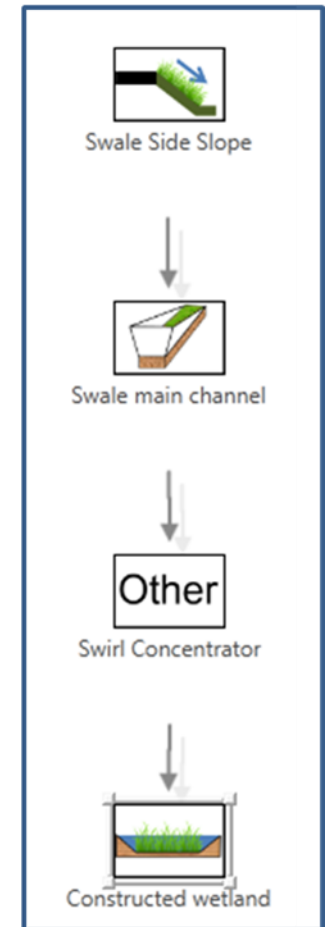 Swale Side Slope
Swale main channel
Other
Swirl Concentrator
Constructed wetland